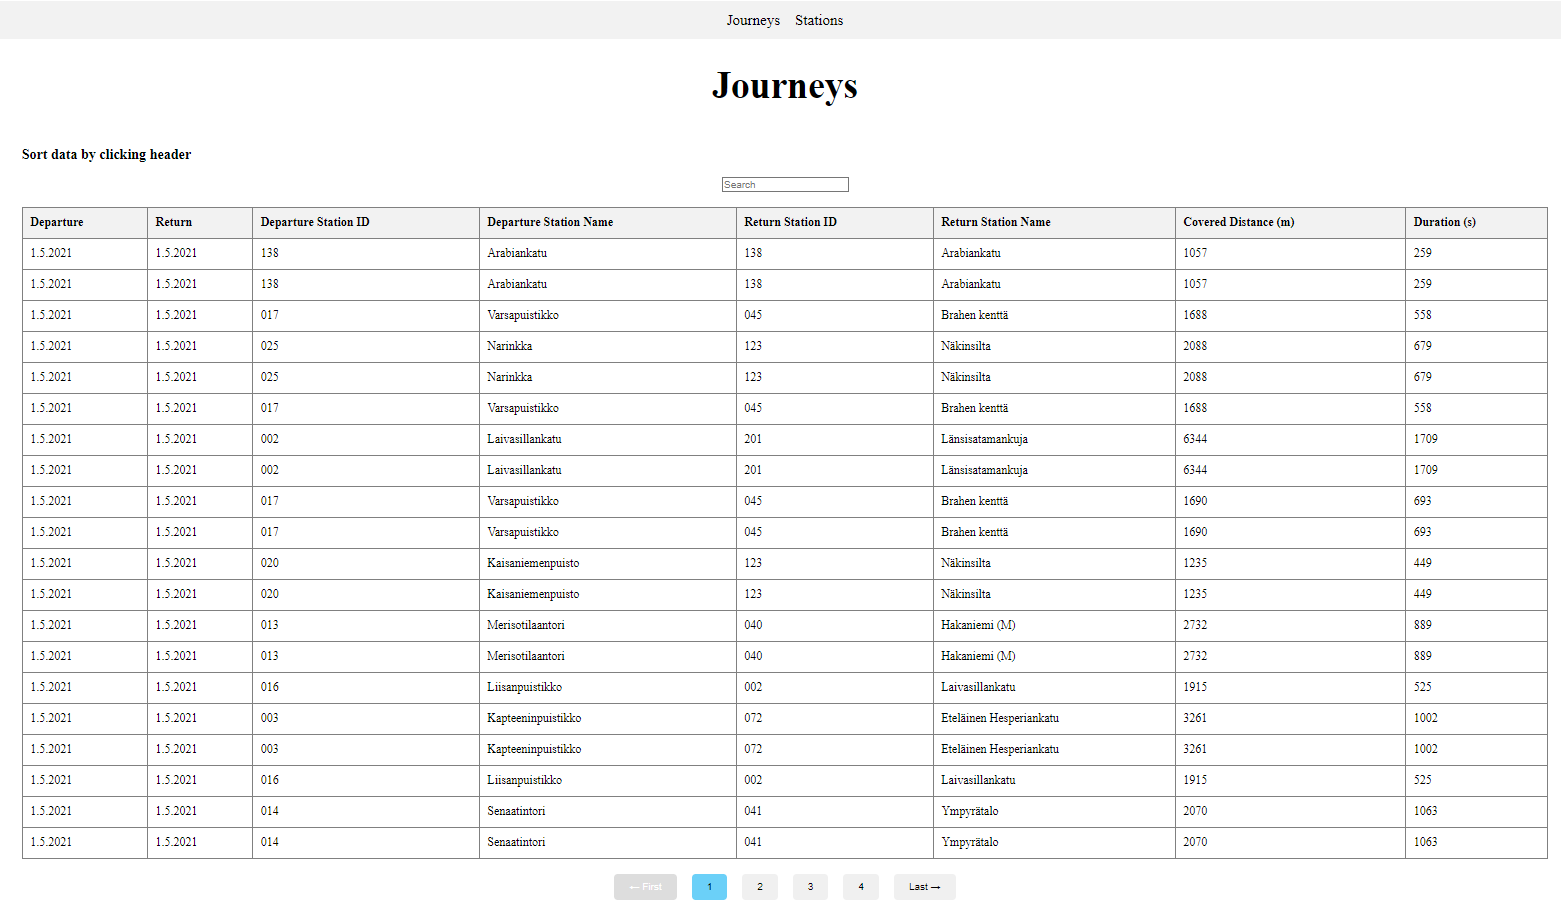 Journeys Stations
Journeys
Sort data by clicking header
Search
Departure Return Departure Station ID Departure Station Name Return Station ID Return Station Name Covered Distance (m) Duration (s)
1.5.2021 1.5.2021 138 Arabiankatu 138 Arabiankatu 1057 259
1.5.2021 1.5.2021 138 Arabiankatu 138 Arabiankatu 1057 259
1.5.2021 1.5.2021 017 Varsapuistikko 045 Brahen kenttä 1688 558
1.5.2021 1.5.2021 025 Narinkka 123 Näkinsilta 2088 679
1.5.2021 1.5.2021 025 Narinkka 123 Näkinsilta 2088 679
1.5.2021 1.5.2021 017 Varsapuistikko 045 Brahen kenttä 1688 558
1.5.2021 1.5.2021 002 Laivasillankatu 201 Länsisatamankuja 6344 1709
1.5.2021 1.5.2021 002 Laivasillankatu 201 Länsisatamankuja 6344 1709
1.5.2021 1.5.2021 017 Varsapuistikko 045 Brahen kenttä 1690 693
1.5.2021 1.5.2021 017 Varsapuistikko 045 Brahen kenttä 1690 693
1.5.2021 1.5.2021 020 Kaisaniemenpuisto 123 Näkinsilta 1235 449
1.5.2021 1.5.2021 020 Kaisaniemenpuisto 123 Näkinsilta 1235 449
1.5.2021 1.5.2021 013 Merisotilaantori 040 Hakaniemi (M) 2732 889
1.5.2021 1.5.2021 013 Merisotilaantori 040 Hakaniemi (M) 2732 889
1.5.2021 1.5.2021 016 Liisanpuistikko 002 Laivasillankatu 1915 525
1.5.2021 1.5.2021 003 Kapteeninpuistikko 072 Eteläinen Hesperiankatu 3261 1002
1.5.2021 1.5.2021 003 Kapteeninpuistikko 072 Eteläinen Hesperiankatu 3261 1002
1.5.2021 1.5.2021 016 Liisanpuistikko 002 Laivasillankatu 1915 525
1.5.2021 1.5.2021 014 Senaatintori 041 Ympyrätalo 2070 1063
1.5.2021 1.5.2021 014 Senaatintori 041 Ympyrätalo 2070 1063
← First 1 2 3 4 Last →